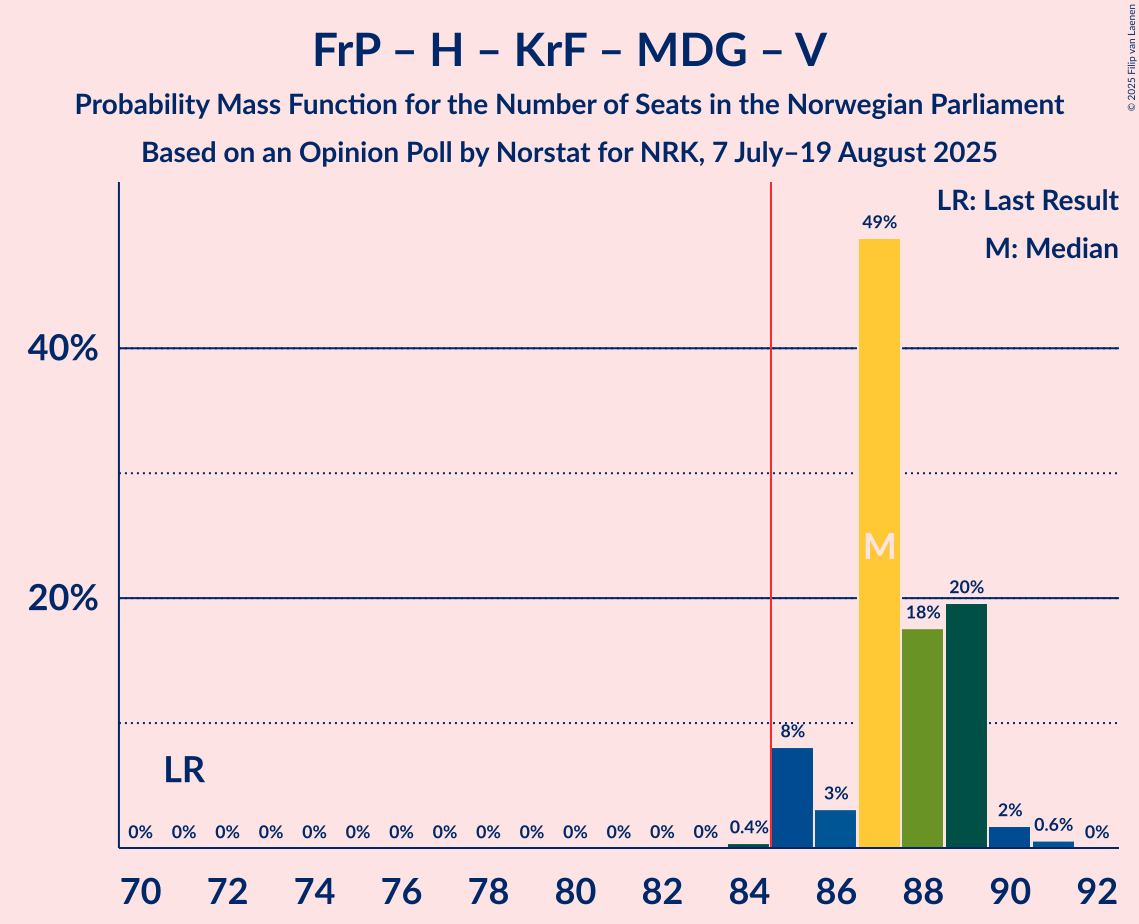 FrP – H – KrF – MDG – V
Probability Mass Function for the Number of Seats in the Norwegian Parliament
Based on an Opinion Poll by Norstat for NRK, 7 July–19 August 2025
© 2025 Filip van Laenen
LR: Last Result
M: Median
49%
40%
M
20%
20%
18%
8%
LR
3%
2%
0% 0% 0% 0% 0% 0% 0% 0% 0% 0% 0% 0% 0% 0% 0.4% 0.6% 0%
70 72 74 76 78 80 82 84 86 88 90 92